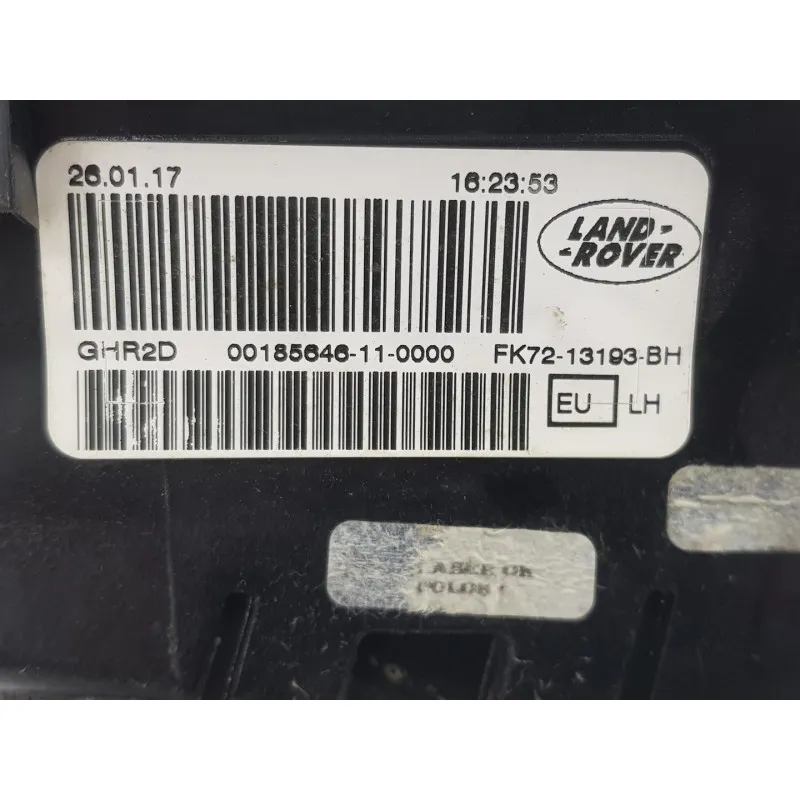 26.01.17 16:23:53
LAND-
-ROVER
GHR2D 00185646-11-0000 FK72-13193-BH
EU LH